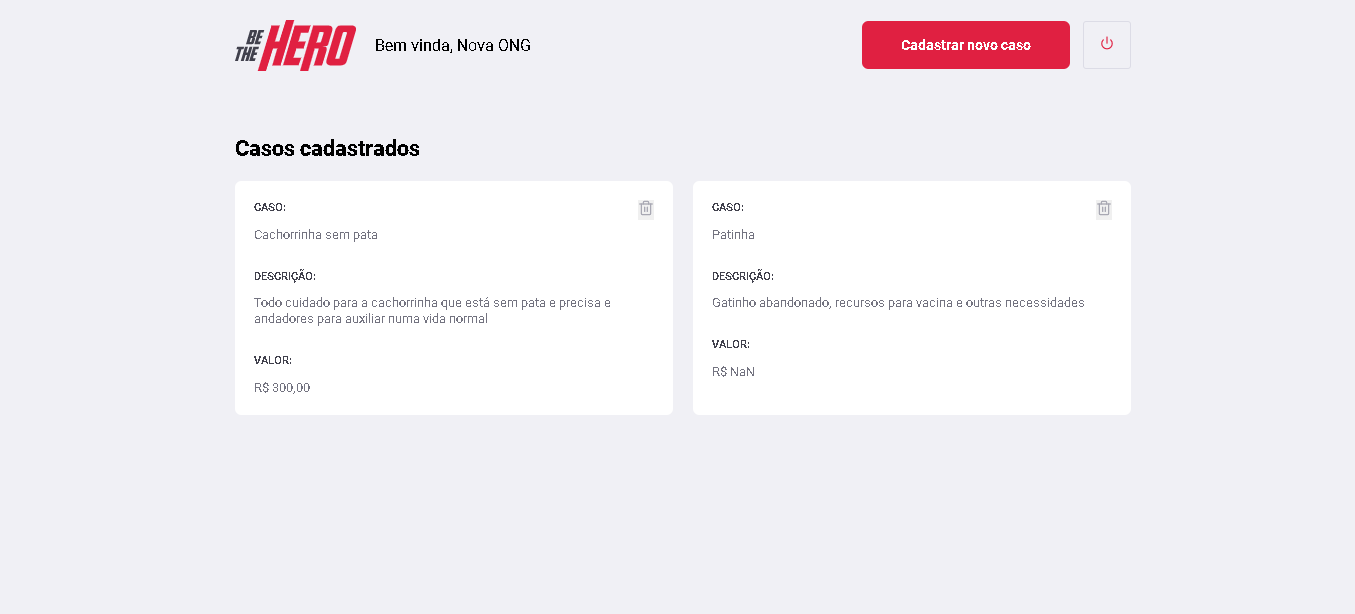 BE THE HERO
Bem vinda, Nova ONG
Cadastrar novo caso
Casos cadastrados
CASO:
Cachorrinha sem pata
DESCRIÇÃO:
Todo cuidado para a cachorrinha que está sem pata e precisa e
andadores para auxiliar numa vida normal
VALOR:
R$ 300,00
CASO:
Patinha
DESCRIÇÃO:
Gatinho abandonado, recursos para vacina e outras necessidades
VALOR:
R$ NaN